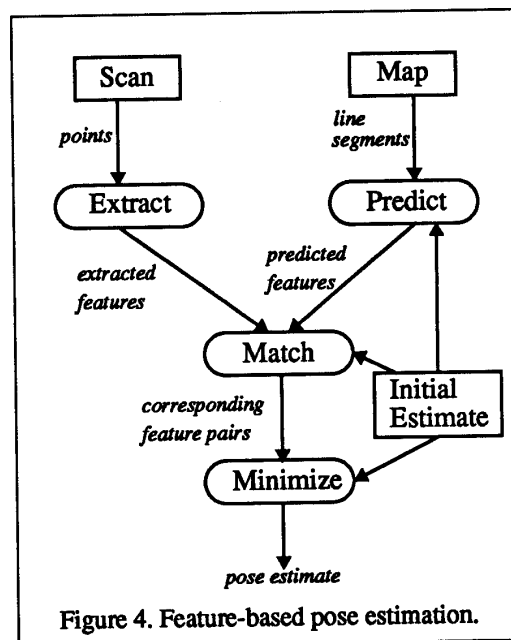 Scan
Map
points
line
segments
Extract
Predict
extracted
features
predicted
features
Match
Initial
Estimate
corresponding
feature pairs
Minimize
pose estimate
Figure 4. Feature-based pose estimation.